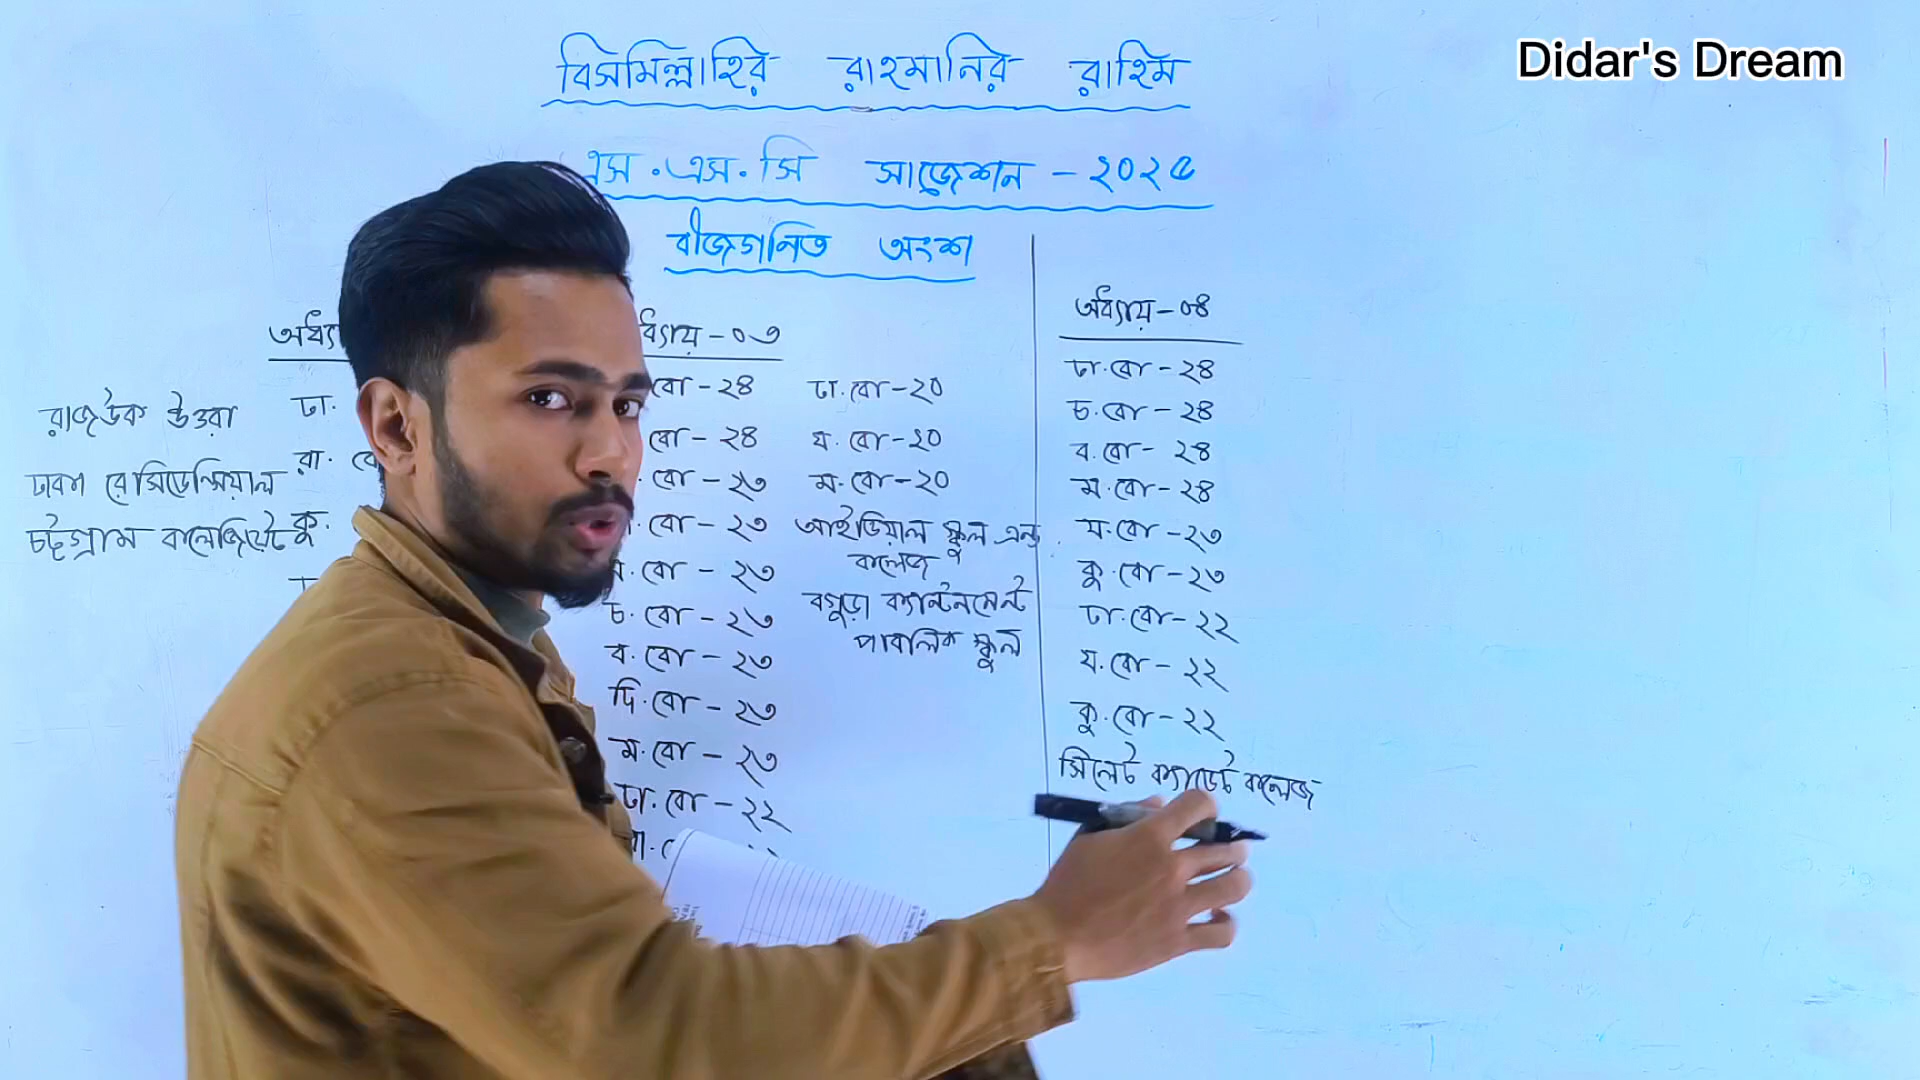 Didar's Dream
বিসমিল্লাহির রাহমানির রাহিম
এস.এস.সি সাজেশন - ২০২৫
বীজগনিত অংশ
রাজউক উত্তরা
ঢাকা রেসিডেন্সিয়াল
চট্টগ্রাম কলেজিয়েট
ঢা.
রা. বো
কু.
অধ্যায় - ০৩
বো - ২৪
বো - ২৪
বো - ২৩
বো - ২৩
বো - ২৩
চ. বো - ২৩
ব. বো - ২৩
দি. বো - ২৩
ম. বো - ২৩
ঢা. বো - ২২
ঢা. বো - ২০
য. বো - ২০
ম. বো - ২০
আইডিয়াল স্কুল এন্ড
কলেজ
বগুড়া ক্যান্টনমেন্ট
পাবলিক স্কুল
অধ্যায় - ০৪
ঢা. বো - ২৪
চ. বো - ২৪
ব. বো - ২৪
ম. বো - ২৪
য. বো - ২৩
কু. বো - ২৩
ঢা. বো - ২২
য. বো - ২২
কু. বো - ২২
সিলেট ক্যাডেট কলেজ